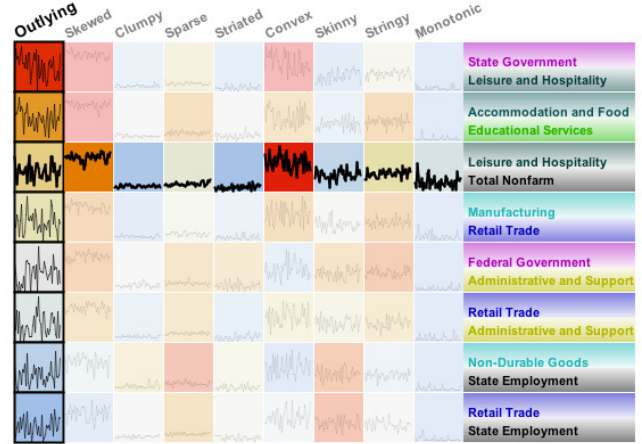 Outlying
Skewed
Clumpy
Sparse
Striated
Convex
Skinny
Stringy
Monotonic
State Government
Leisure and Hospitality
Accommodation and Food
Educational Services
Leisure and Hospitality
Total Nonfarm
Manufacturing
Retail Trade
Federal Government
Administrative and Support
Retail Trade
Administrative and Support
Non-Durable Goods
State Employment
Retail Trade
State Employment